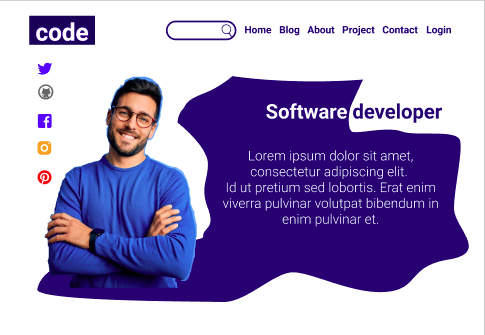 code
Home Blog About Project Contact Login
Software developer
Lorem ipsum dolor sit amet,
consectetur adipiscing elit.
Id ut pretium sed lobortis. Erat enim
viverra pulvinar volutpat bibendum in
enim pulvinar et.